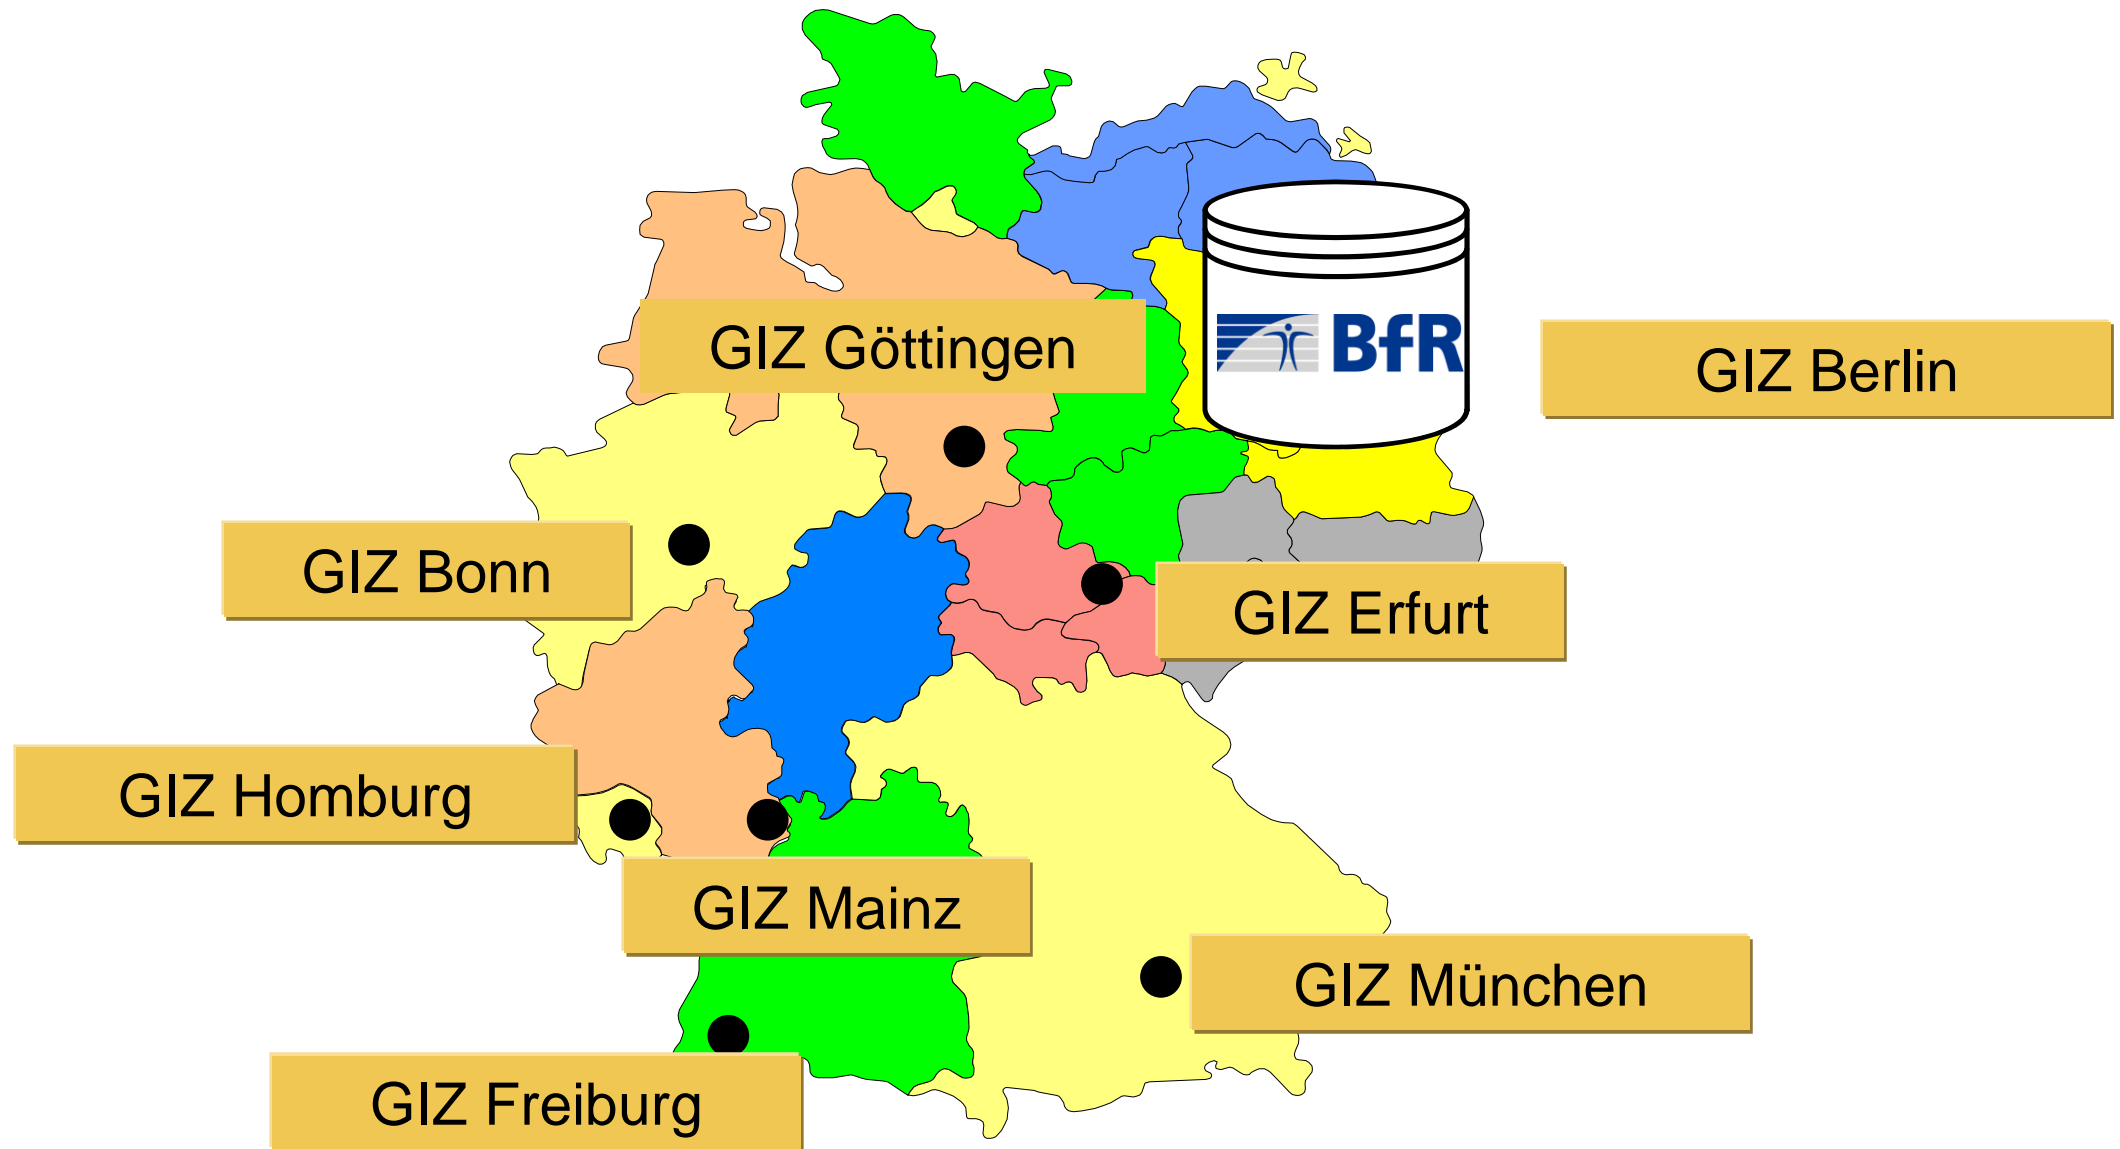 GIZ Göttingen
BfR
GIZ Berlin
GIZ Bonn
GIZ Erfurt
GIZ Homburg
GIZ Mainz
GIZ München
GIZ Freiburg